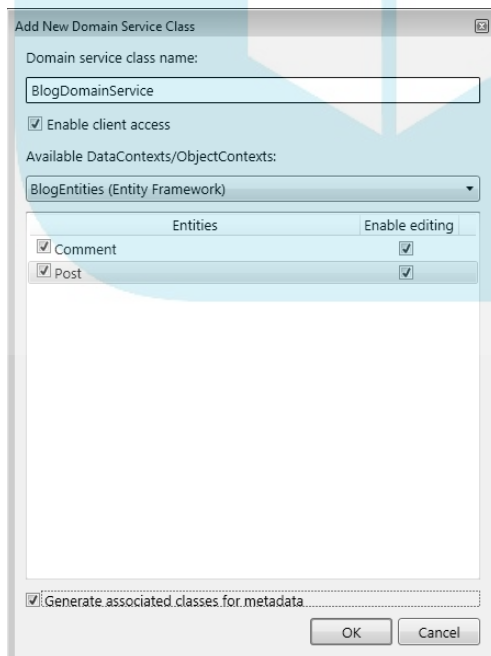 Add New Domain Service Class
Domain service class name:
BlogDomainService
Enable client access
Available DataContexts/ObjectContexts:
BlogEntities (Entity Framework)
Entities Enable editing
Comment
Post
Generate associated classes for metadata
OK Cancel